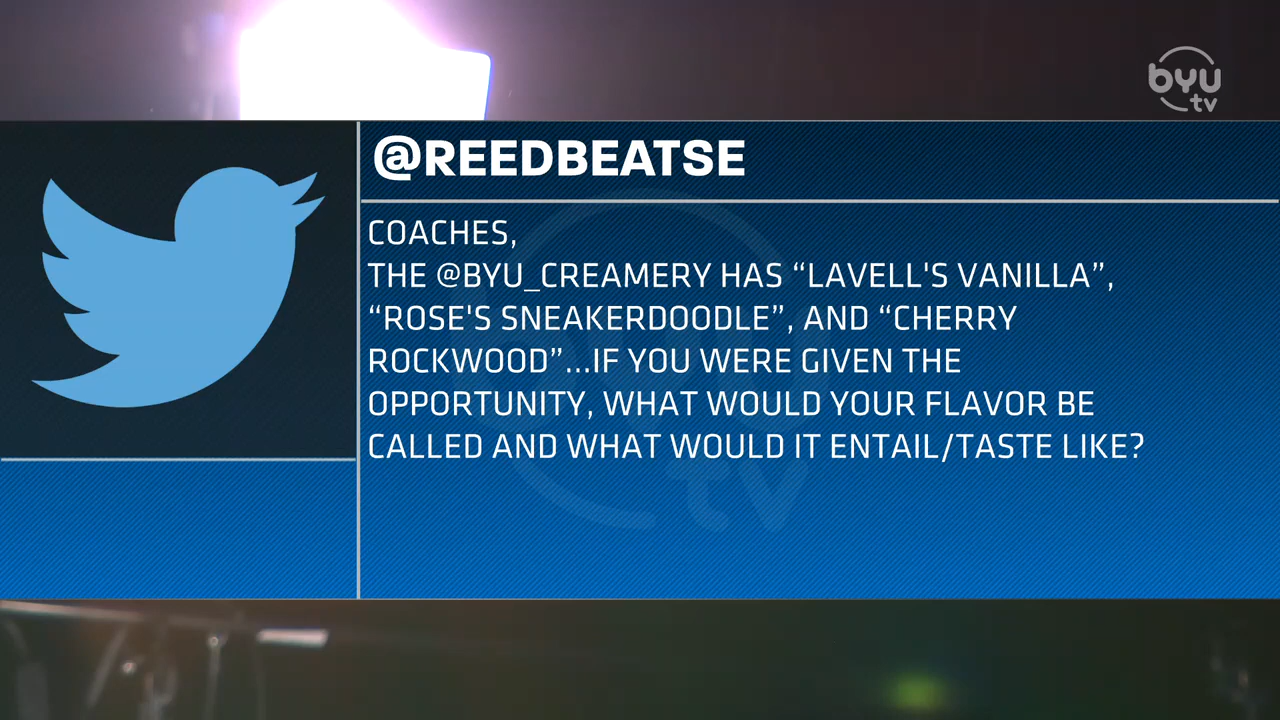 byu
tv
@REEDBEATSE
COACHES,
THE @BYU_CREAMERY HAS “LAVELL'S VANILLA”,
“ROSE'S SNEAKERDOODLE”, AND “CHERRY
ROCKWOOD”...IF YOU WERE GIVEN THE
OPPORTUNITY, WHAT WOULD YOUR FLAVOR BE
CALLED AND WHAT WOULD IT ENTAIL/TASTE LIKE?
tv